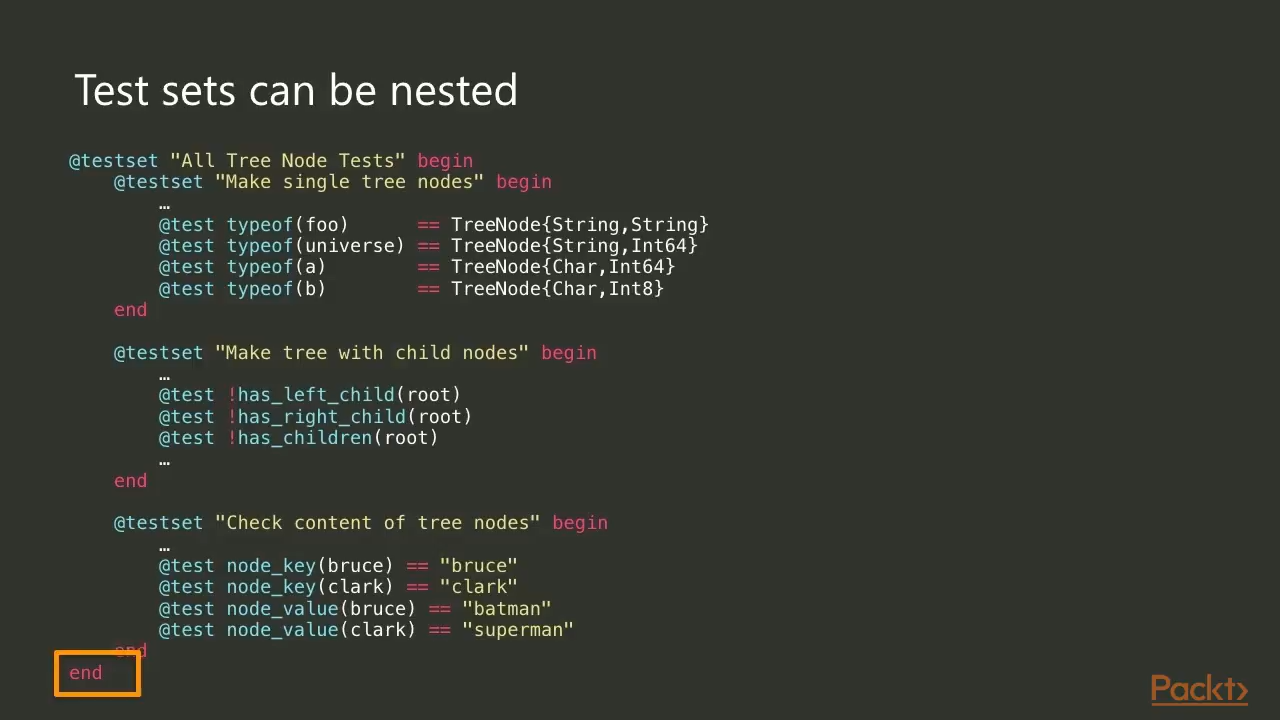 Test sets can be nested
@testset "All Tree Node Tests" begin
    @testset "Make single tree nodes" begin
        …
        @test typeof(foo)      == TreeNode{String,String}
        @test typeof(universe) == TreeNode{String,Int64}
        @test typeof(a)        == TreeNode{Char,Int64}
        @test typeof(b)        == TreeNode{Char,Int8}
    end
    @testset "Make tree with child nodes" begin
        …
        @test !has_left_child(root)
        @test !has_right_child(root)
        @test !has_children(root)
        …
    end
    @testset "Check content of tree nodes" begin
        …
        @test node_key(bruce) == "bruce"
        @test node_key(clark) == "clark"
        @test node_value(bruce) == "batman"
        @test node_value(clark) == "superman"
    end
end
Packt>